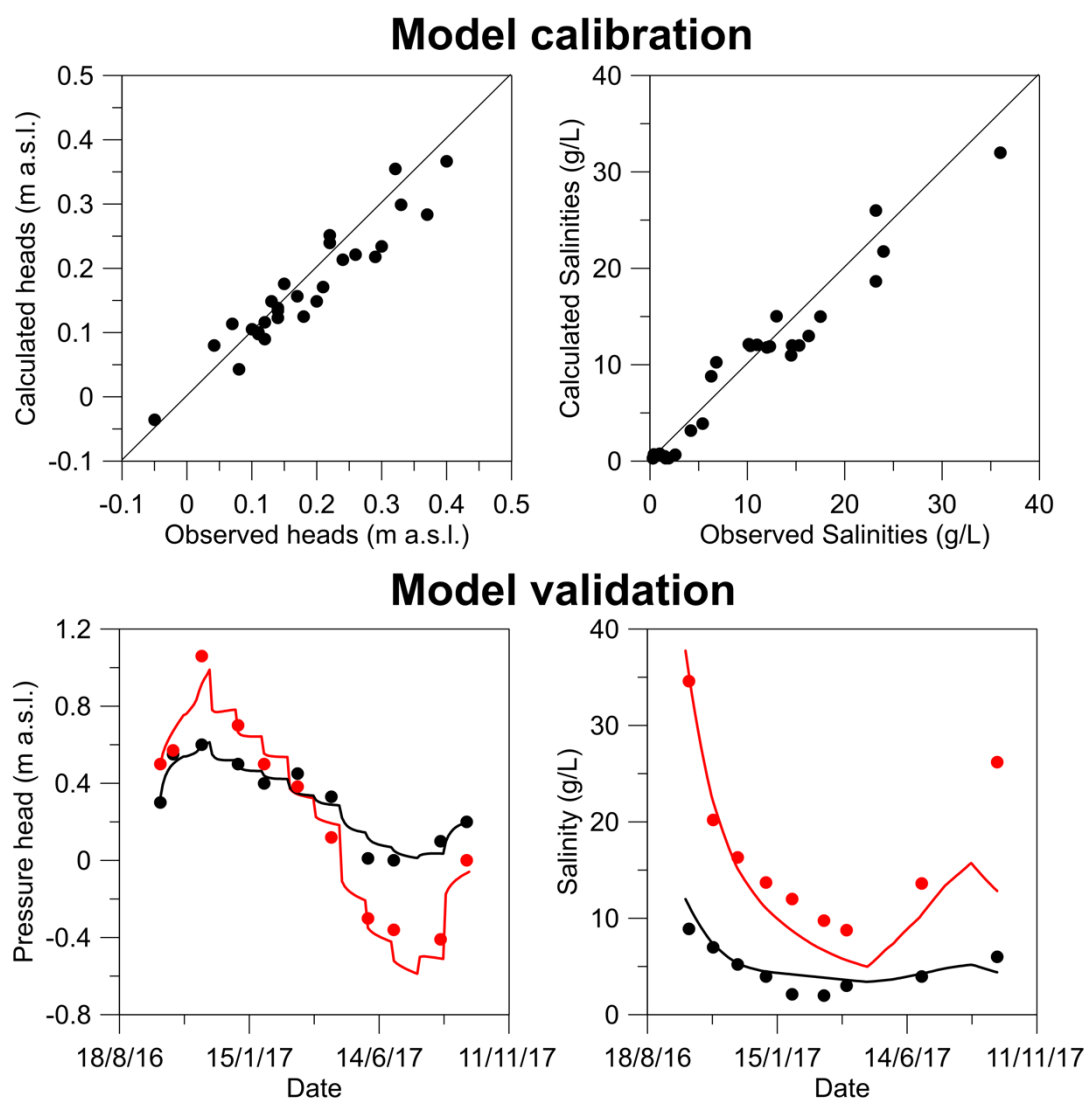 Model calibration
Calculated heads (m a.s.l.)
0.5
0.4
0.3
0.2
0.1
0
-0.1
-0.1 0 0.1 0.2 0.3 0.4 0.5
Observed heads (m a.s.l.)
Calculated Salinities (g/L)
40
30
20
10
0
0 10 20 30 40
Observed Salinities (g/L)
Model validation
Pressure head (m a.s.l.)
1.2
0.8
0.4
0
-0.4
-0.8
18/8/16 15/1/17 14/6/17 11/11/17
Date
Salinity (g/L)
40
30
20
10
0
18/8/16 15/1/17 14/6/17 11/11/17
Date